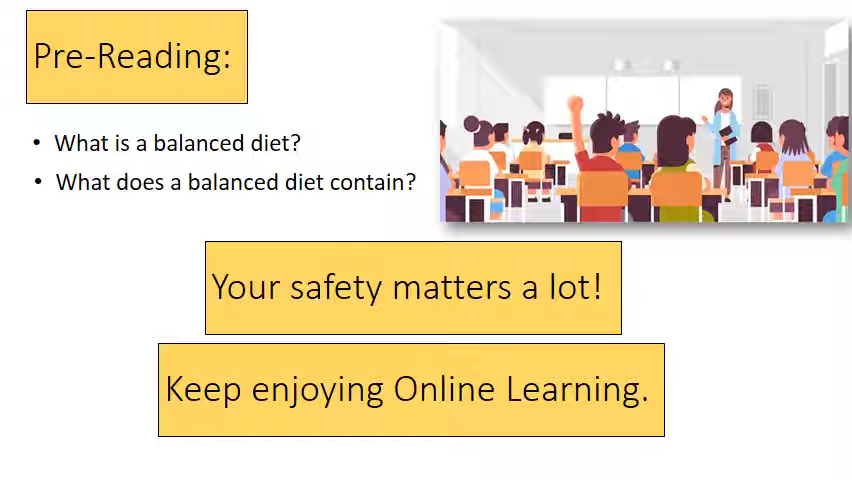 Pre-Reading:
• What is a balanced diet?
• What does a balanced diet contain?
Your safety matters a lot!
Keep enjoying Online Learning.